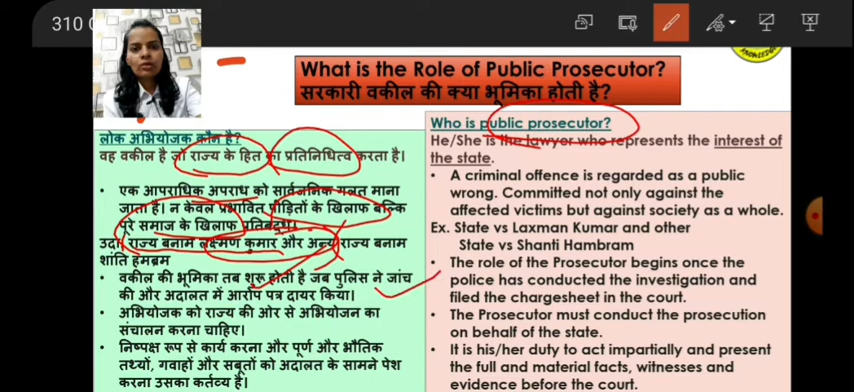 310
KNOWLEDGE
What is the Role of Public Prosecutor?
सरकारी वकील की क्या भूमिका होती है?
लोक अभियोजक कौन है?
वह वकील है जो राज्य के हित का प्रतिनिधित्व करता है।
एक आपराधिक अपराध को सार्वजनिक गलत माना
जाता है। न केवल प्रभावित पीड़ितों के खिलाफ बल्कि
पूरे समाज के खिलाफ प्रतिबद्ध।
उदा राज्य बनाम लक्ष्मण कुमार और अन्य राज्य बनाम
शांति हमब्रम
वकील की भूमिका तब शुरू होती है जब पुलिस ने जांच
की और अदालत में आरोप पत्र दायर किया।
अभियोजक को राज्य की ओर से अभियोजन का
संचालन करना चाहिए।
निष्पक्ष रूप से कार्य करना और पूर्ण और भौतिक
तथ्यों, गवाहों और सबूतों को अदालत के सामने पेश
करना उसका कर्तव्य है।
Who is public prosecutor?
He/She is the lawyer who represents the interest of
the state.
A criminal offence is regarded as a public
wrong. Committed not only against the
affected victims but against society as a whole.
Ex. State vs Laxman Kumar and other
State vs Shanti Hambram
The role of the Prosecutor begins once the
police has conducted the investigation and
filed the chargesheet in the court.
The Prosecutor must conduct the prosecution
on behalf of the state.
It is his/her duty to act impartially and present
the full and material facts, witnesses and
evidence before the court.